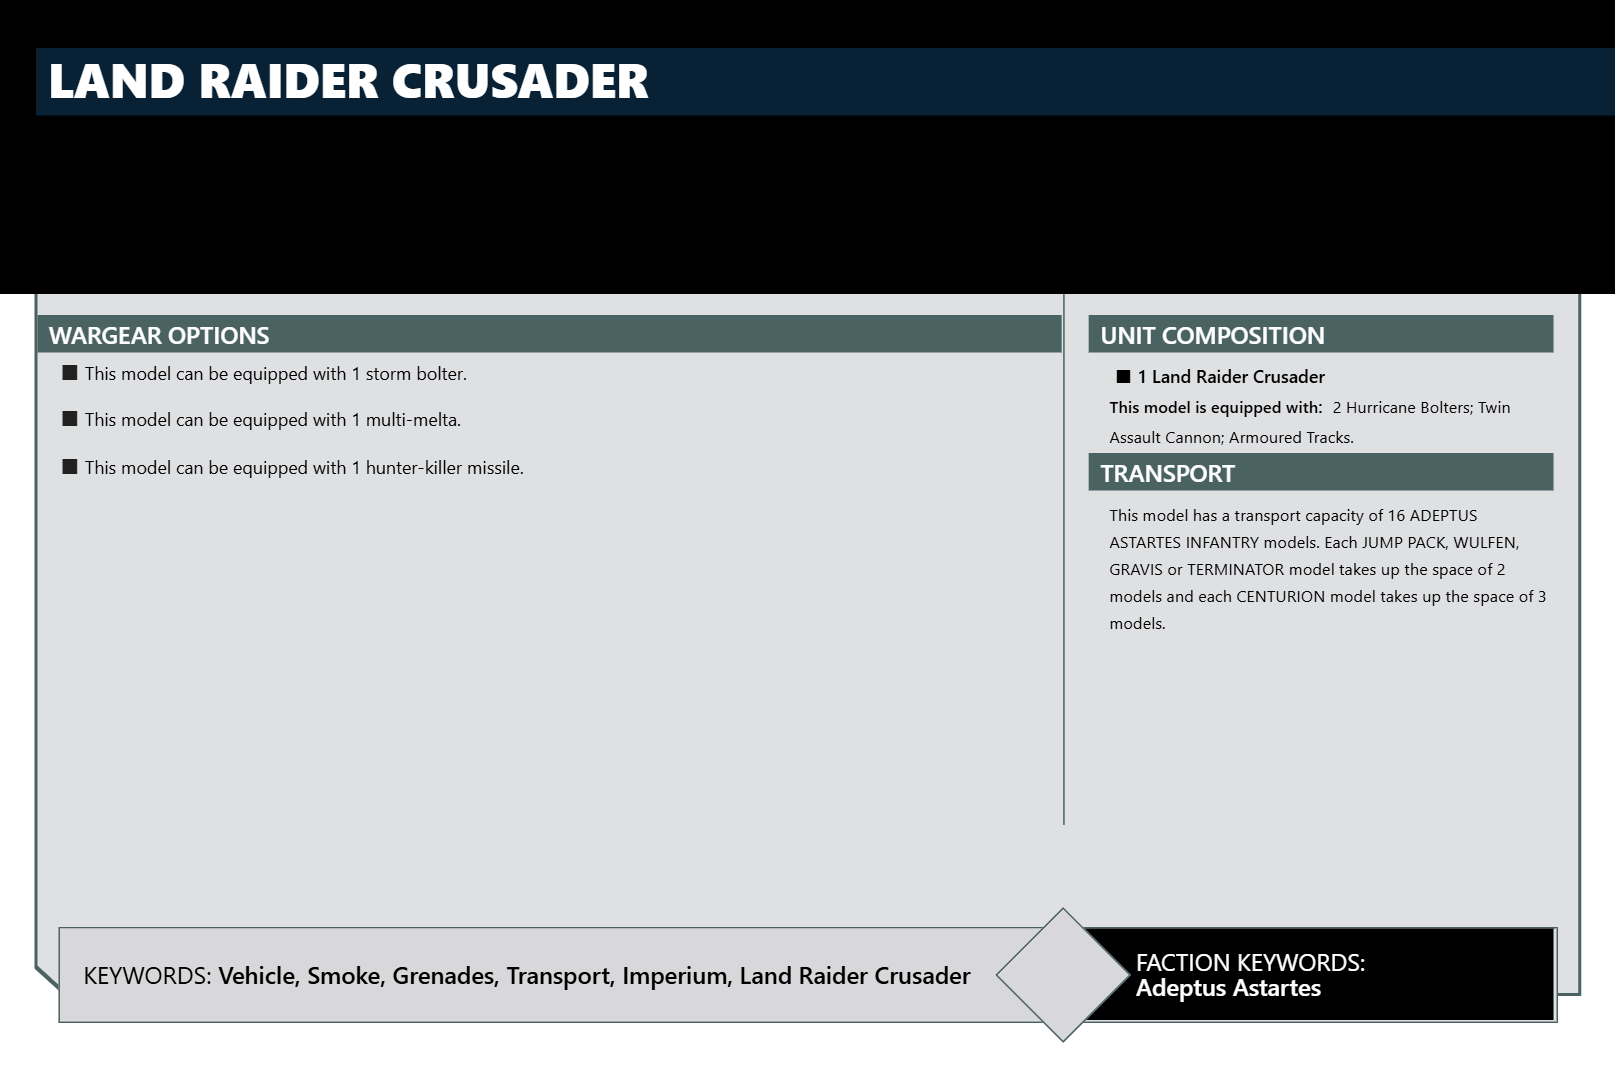 LAND RAIDER CRUSADER
WARGEAR OPTIONS
■ This model can be equipped with 1 storm bolter.
■ This model can be equipped with 1 multi-melta.
■ This model can be equipped with 1 hunter-killer missile.
UNIT COMPOSITION
■ 1 Land Raider Crusader
This model is equipped with: 2 Hurricane Bolters; Twin
Assault Cannon; Armoured Tracks.
TRANSPORT
This model has a transport capacity of 16 ADEPTUS
ASTARTES INFANTRY models. Each JUMP PACK, WULFEN,
GRAVIS or TERMINATOR model takes up the space of 2
models and each CENTURION model takes up the space of 3
models.
KEYWORDS: Vehicle, Smoke, Grenades, Transport, Imperium, Land Raider Crusader
FACTION KEYWORDS:
Adeptus Astartes